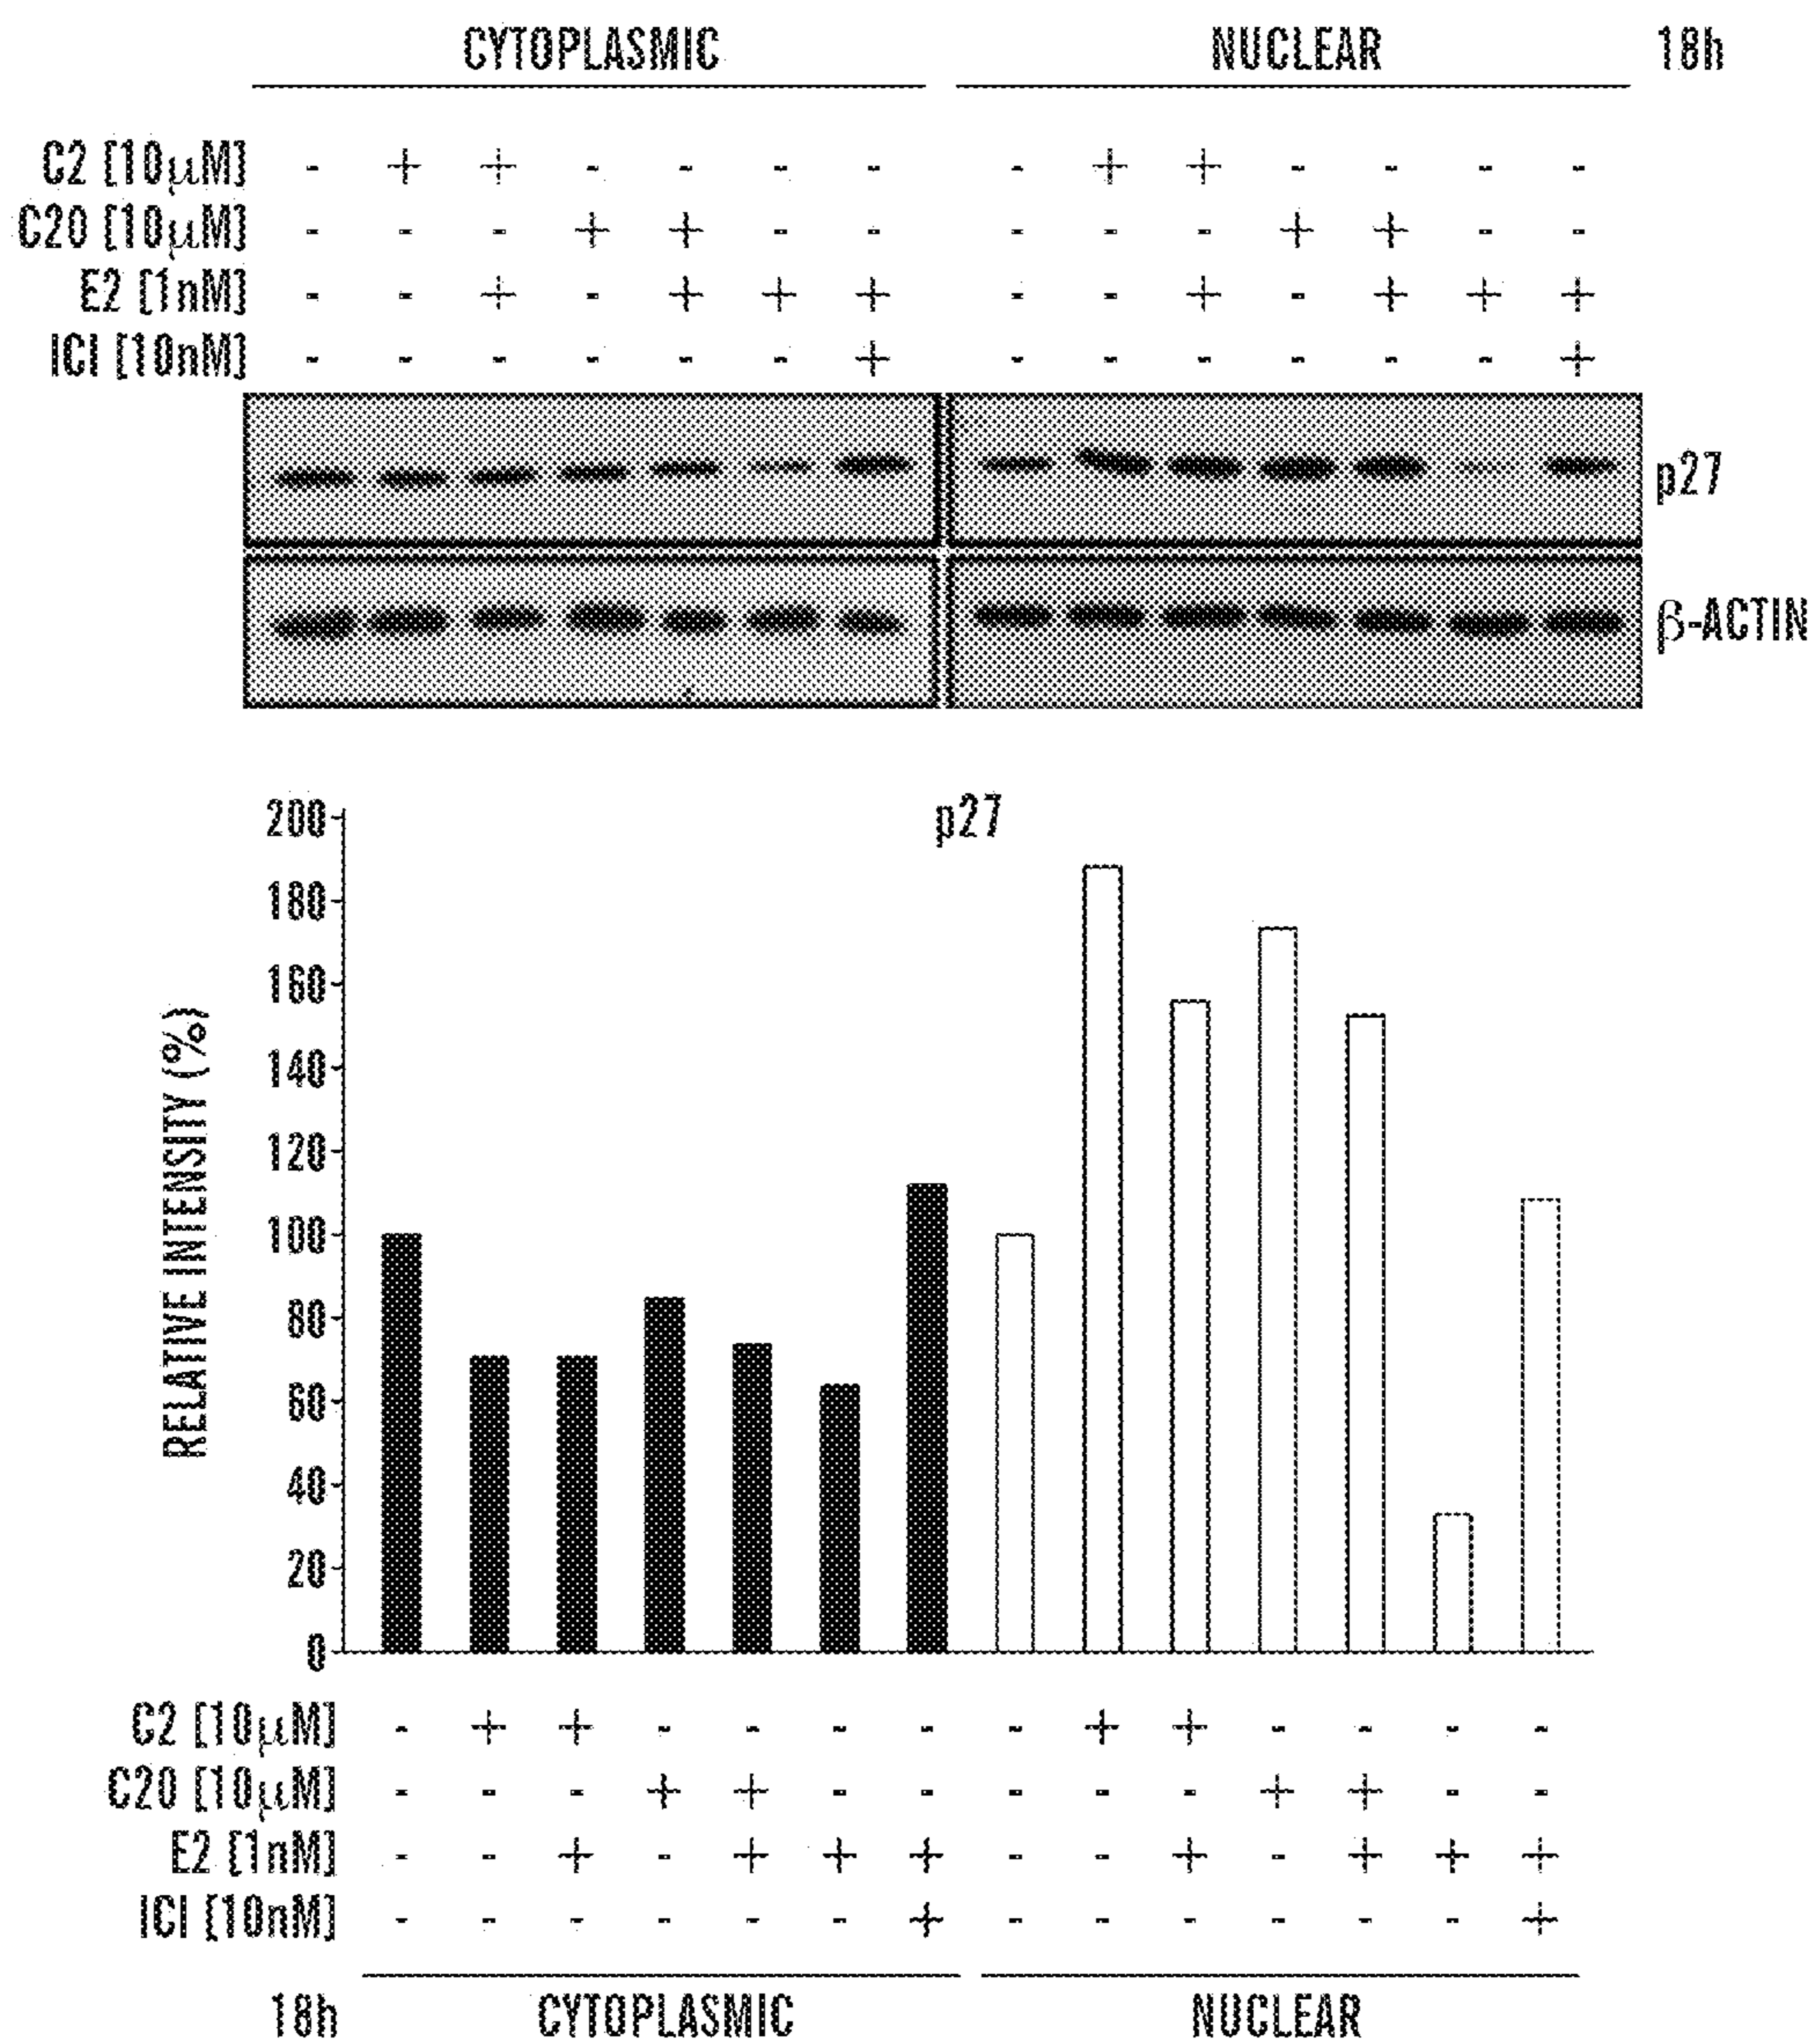 CYTOPLASMIC NUCLEAR 18h
C2 [10μM] - + + - - - - - + + - - - -
C20 [10μM] - - - + + - - - - - + + - -
E2 [1nM] - - + - + + + - - + - + + +
ICI [10nM] - - - - - - + - - - - - - +
p27
β-ACTIN
p27
200
180
160
140
120
100
80
60
40
20
0
RELATIVE INTENSITY (%)
C2 [10μM] - + + - - - - - + + - - - -
C20 [10μM] - - - + + - - - - - + + - -
E2 [1nM] - - + - + + + - - + - + + +
ICI [10nM] - - - - - - + - - - - - - +
18h CYTOPLASMIC NUCLEAR